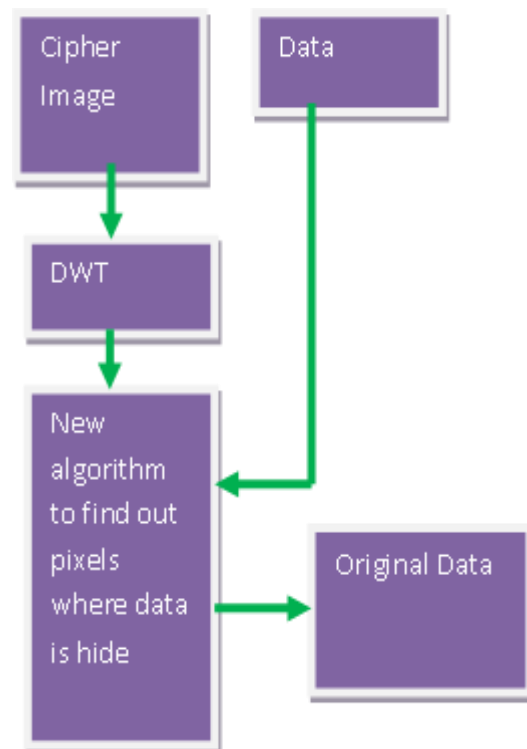 Cipher
Image
Data
DWT
New
algorithm
to find out
pixels
where data
is hide
Original Data